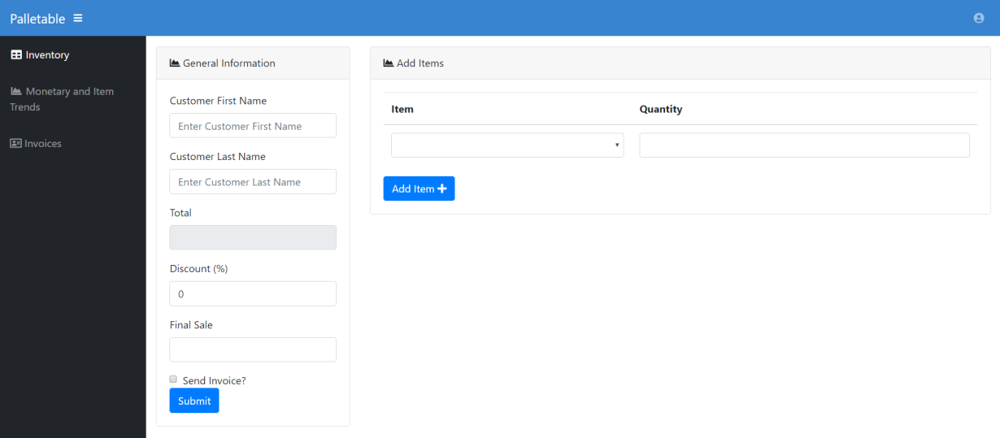 Palletable
Inventory
Monetary and Item
Trends
Invoices
General Information
Customer First Name
Enter Customer First Name
Customer Last Name
Enter Customer Last Name
Total
Discount (%)
0
Final Sale
Send Invoice?
Submit
Add Items
Item Quantity
Add Item